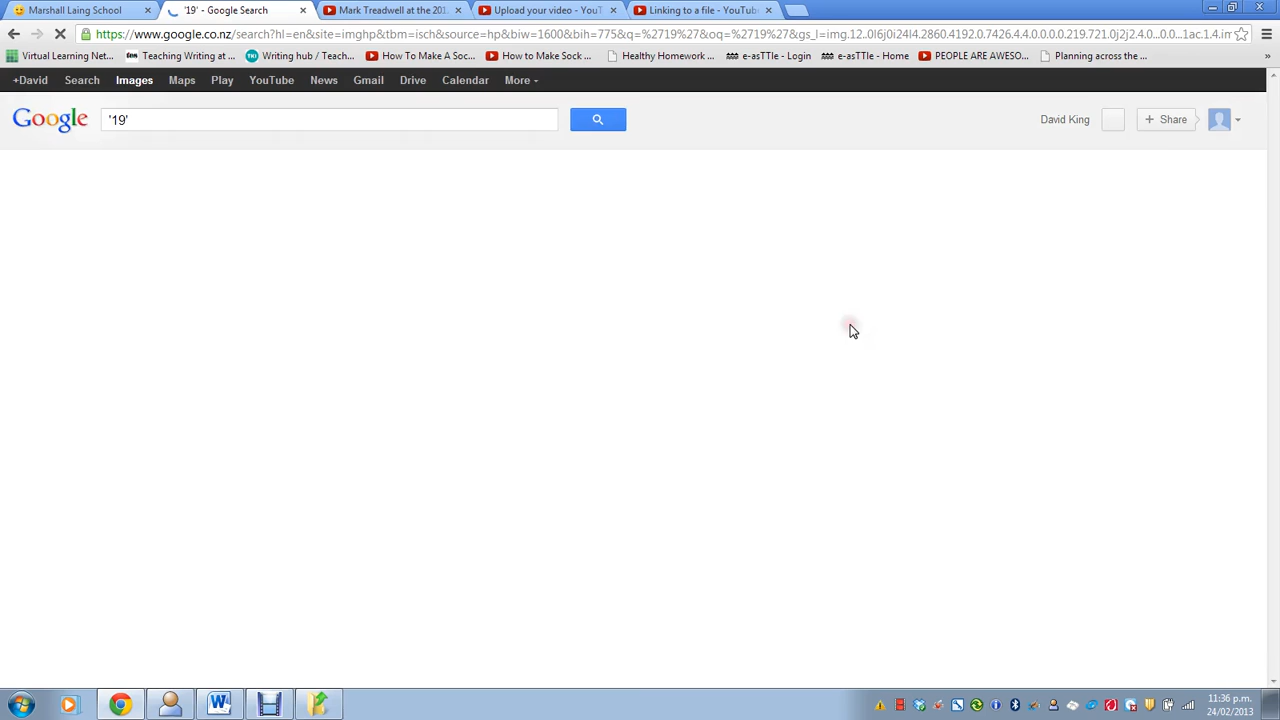 Marshall Laing School
'19' - Google Search
Mark Treadwell at the 201
Upload your video - YouT
Linking to a file - YouTube
https://www.google.co.nz/search?hl=en&site=imghp&tbm=isch&source=hp&biw=1600&bih=775&q=%2719%27&oq=%2719%27&gs_l=img.12..0l6j0i24l4.2860.4192.0.7426.4.4.0.0.0.0.219.721.0j2j2.4.0...0.0...1ac.1.4.im
Virtual Learning Net...
Teaching Writing at ...
Writing hub / Teach...
How To Make A Soc...
How to Make Sock ...
Healthy Homework ...
e-asTTle - Login
e-asTTle - Home
PEOPLE ARE AWESO...
Planning across the ...
+David Search Images Maps Play YouTube News Gmail Drive Calendar More
Google '19' David King + Share
11:36 p.m.
24/02/2013